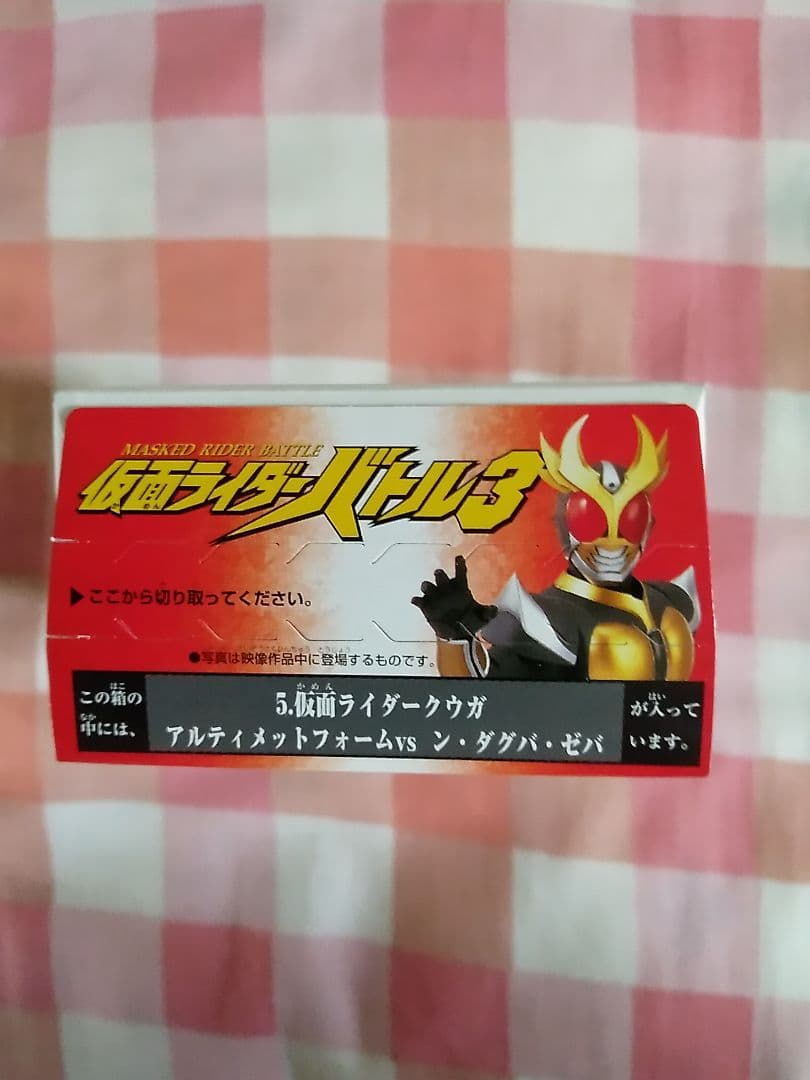 MASKED RIDER BATTLE
仮面ライダーバトル3
▶ここから切り取ってください。
●写真は映像作品中に登場するものです。
この箱の
中には、
5.仮面ライダークウガ
アルティメットフォームvs ン・ダグバ・ゼバ
が入って
います。